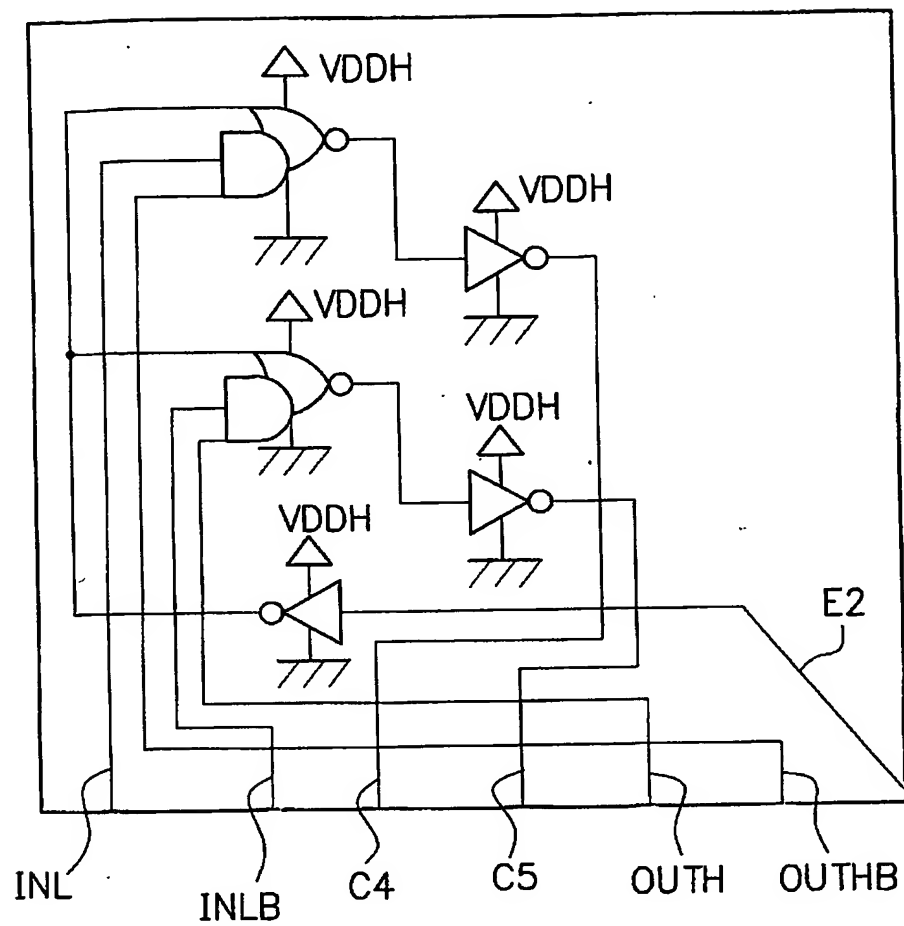 VDDH
VDDH
VDDH
VDDH
VDDH
E2
INL
INLB
C4
C5
OUTH
OUTHB